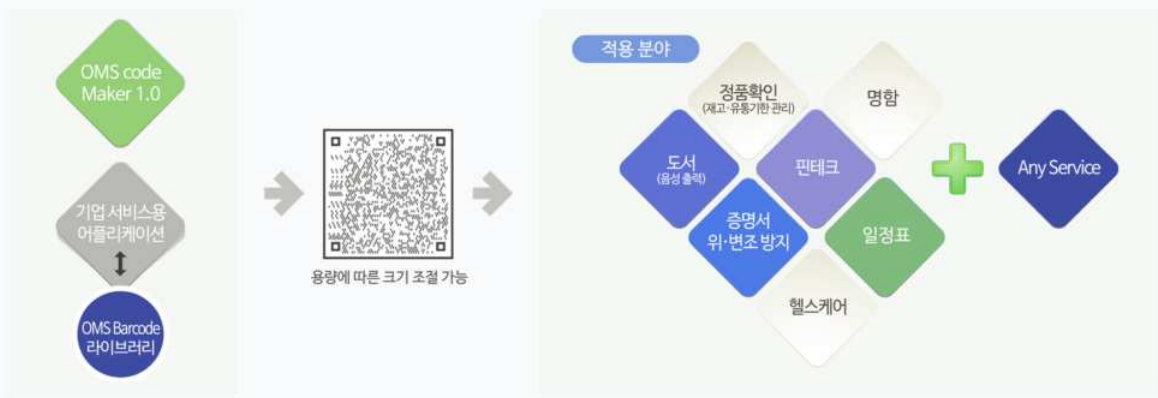 OMS code
Maker 1.0
기업 서비스용
어플리케이션
OMS Barcode
라이브러리
용량에 따른 크기 조절 가능
적용 분야
정품확인
(재고·유통기한 관리)
명함
도서
(음성 출력)
핀테크
증명서
위·변조 방지
일정표
헬스케어
Any Service